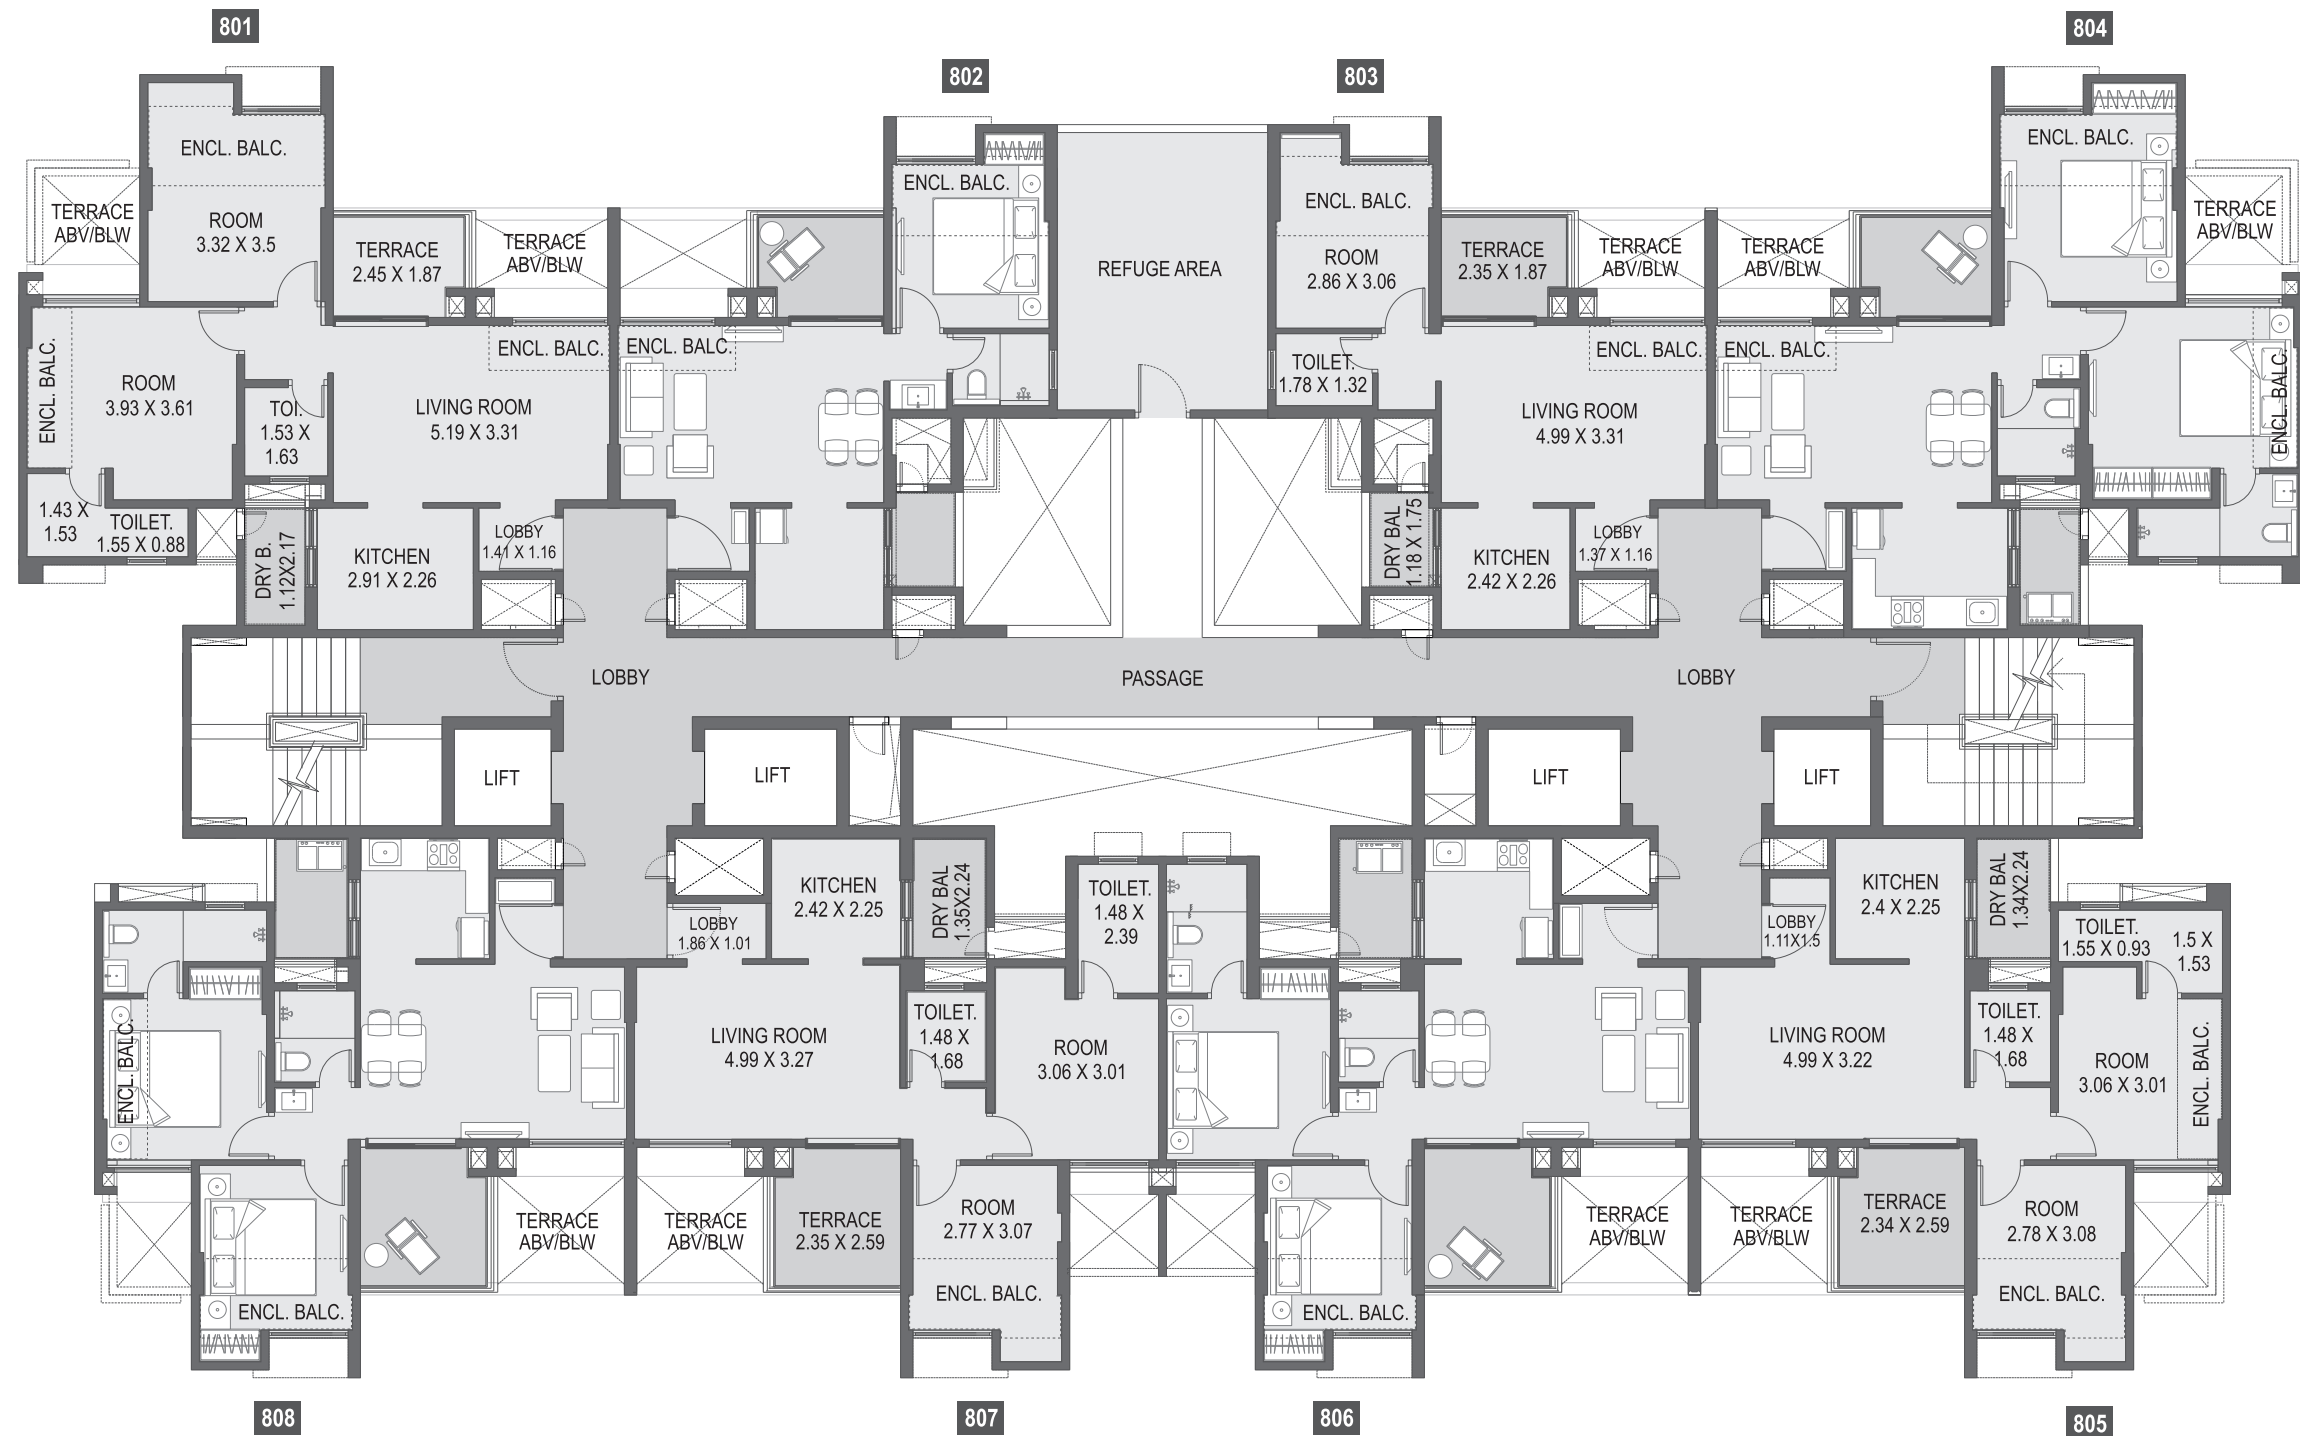 801
804
802
803
ENCL. BALC.
ROOM
3.32 X 3.5
TERRACE
ABV/BLW
TERRACE
2.45 X 1.87
TERRACE
ABV/BLW
ENCL. BALC.
ENCL. BALC.
ROOM
3.93 X 3.61
TOI.
1.53 X
1.63
LIVING ROOM
5.19 X 3.31
1.43 X
1.53
TOILET.
1.55 X 0.88
DRY B.
1.12X2.17
KITCHEN
2.91 X 2.26
LOBBY
1.41 X 1.16
ENCL. BALC.
ENCL. BALC.
REFUGE AREA
ENCL. BALC.
ROOM
2.86 X 3.06
TOILET.
1.78 X 1.32
TERRACE
2.35 X 1.87
TERRACE
ABV/BLW
ENCL. BALC.
LIVING ROOM
4.99 X 3.31
DRY BAL
1.18 X 1.75
KITCHEN
2.42 X 2.26
LOBBY
1.37 X 1.16
TERRACE
ABV/BLW
ENCL. BALC.
ENCL. BALC.
TERRACE
ABV/BLW
ENCL. BALC.
LOBBY
PASSAGE
LOBBY
LIFT
LIFT
LIFT
LIFT
ENCL. BALC.
ENCL. BALC.
TERRACE
ABV/BLW
LOBBY
1.86 X 1.01
KITCHEN
2.42 X 2.25
DRY BAL
1.35X2.24
TOILET.
1.48 X
2.39
LIVING ROOM
4.99 X 3.27
TOILET.
1.48 X
1.68
ROOM
3.06 X 3.01
TERRACE
ABV/BLW
TERRACE
2.35 X 2.59
ROOM
2.77 X 3.07
ENCL. BALC.
ENCL. BALC.
TERRACE
ABV/BLW
LOBBY
1.11X1.5
KITCHEN
2.4 X 2.25
DRY BAL
1.34X2.24
TOILET.
1.55 X 0.93
1.5 X
1.53
LIVING ROOM
4.99 X 3.22
TOILET.
1.48 X
1.68
ROOM
3.06 X 3.01
ENCL. BALC.
TERRACE
ABV/BLW
TERRACE
2.34 X 2.59
ROOM
2.78 X 3.08
ENCL. BALC.
808
807
806
805